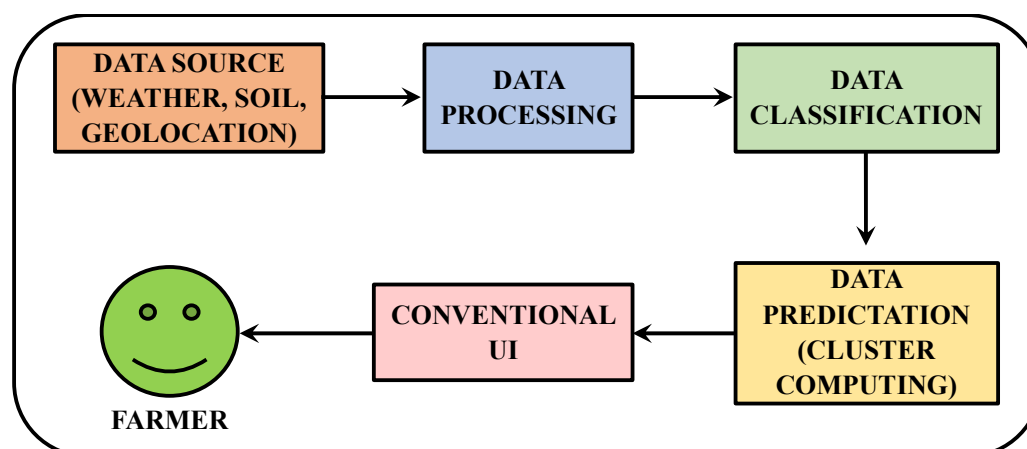 DATA SOURCE
(WEATHER, SOIL,
GEOLOCATION)
DATA
PROCESSING
DATA
CLASSIFICATION
DATA
PREDICTATION
(CLUSTER
COMPUTING)
CONVENTIONAL
UI
FARMER